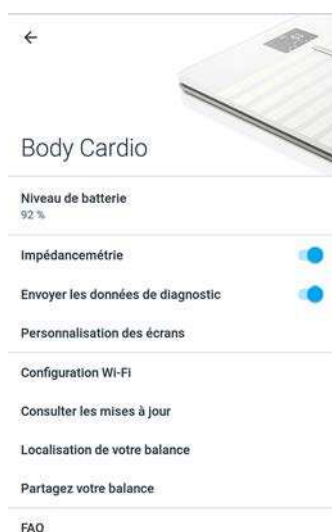 Body Cardio
Niveau de batterie
92 %
Impédancemétrie
Envoyer les données de diagnostic
Personnalisation des écrans
Configuration Wi-Fi
Consulter les mises à jour
Localisation de votre balance
Partagez votre balance
FAQ